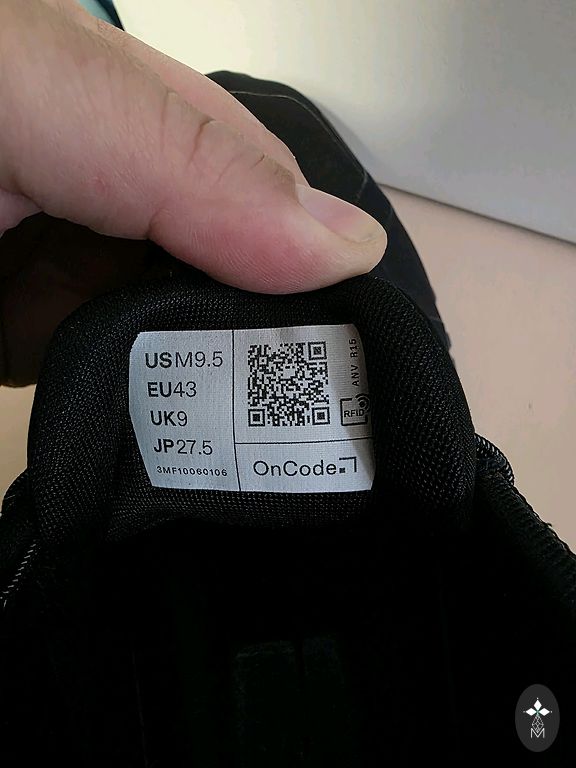 USM9.5
EU43
UK9
JP27.5
3MF10060106
ANV R15
RFID
OnCode
M